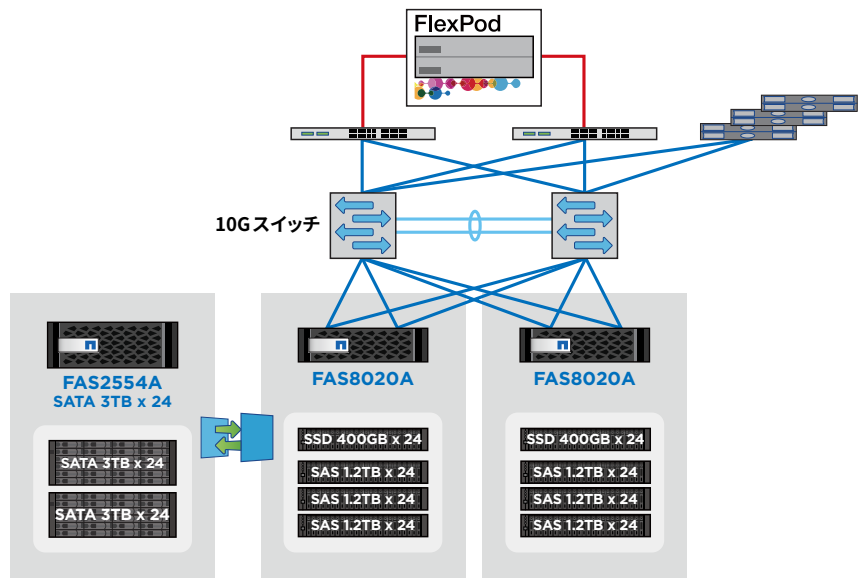 FlexPod
10Gスイッチ
FAS2554A
SATA 3TB x 24
SATA 3TB x 24
SATA 3TB x 24
FAS8020A
SSD 400GB x 24
SAS 1.2TB x 24
SAS 1.2TB x 24
SAS 1.2TB x 24
FAS8020A
SSD 400GB x 24
SAS 1.2TB x 24
SAS 1.2TB x 24
SAS 1.2TB x 24